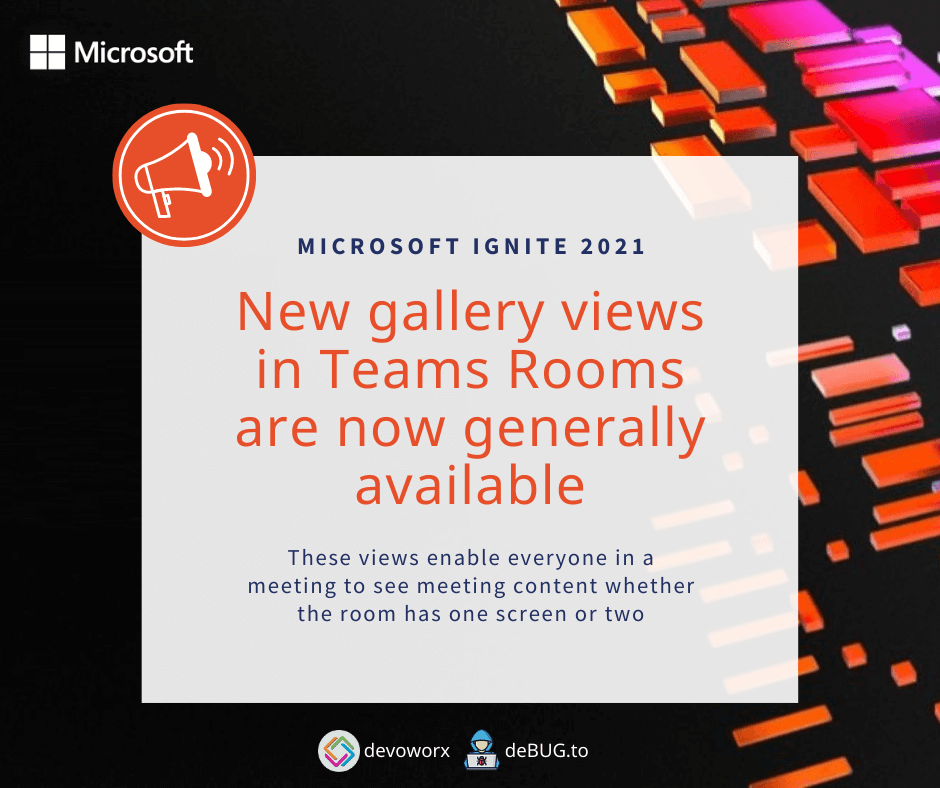 Microsoft
MICROSOFT IGNITE 2021
New gallery views
in Teams Rooms
are now generally
available
These views enable everyone in a
meeting to see meeting content whether
the room has one screen or two
devoworx deBUG.to